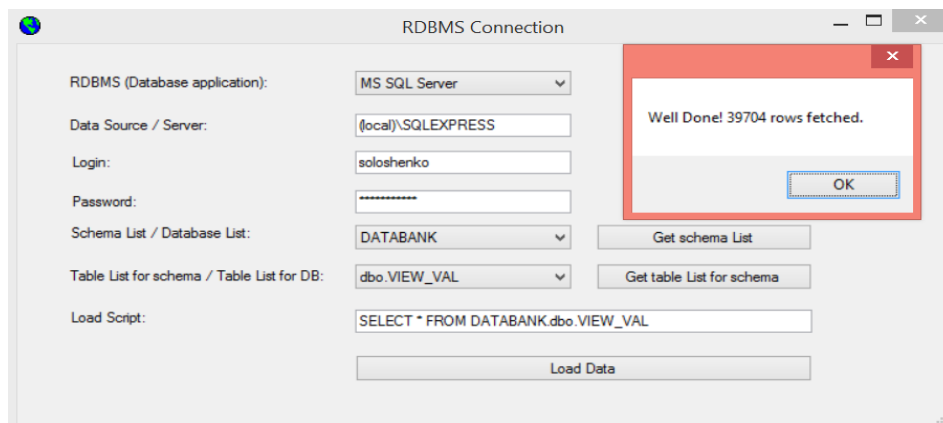 RDBMS Connection
RDBMS (Database application):
MS SQL Server
Data Source / Server:
(local)\SQLEXPRESS
Login:
soloshenko
Password:
***********
Schema List / Database List:
DATABANK
Get schema List
Table List for schema / Table List for DB:
dbo.VIEW_VAL
Get table List for schema
Load Script:
SELECT * FROM DATABANK.dbo.VIEW_VAL
Load Data
Well Done! 39704 rows fetched.
OK